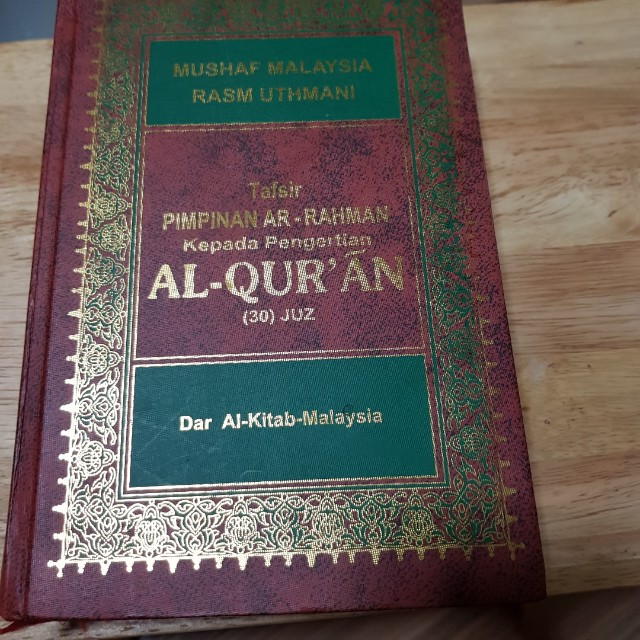 MUSHAF MALAYSIA
RASM UTHMANI
Tafsir
PIMPINAN AR-RAHMAN
Kepada Pengertian
AL-QUR'ĀN
(30) JUZ
Dar Al-Kitab-Malaysia